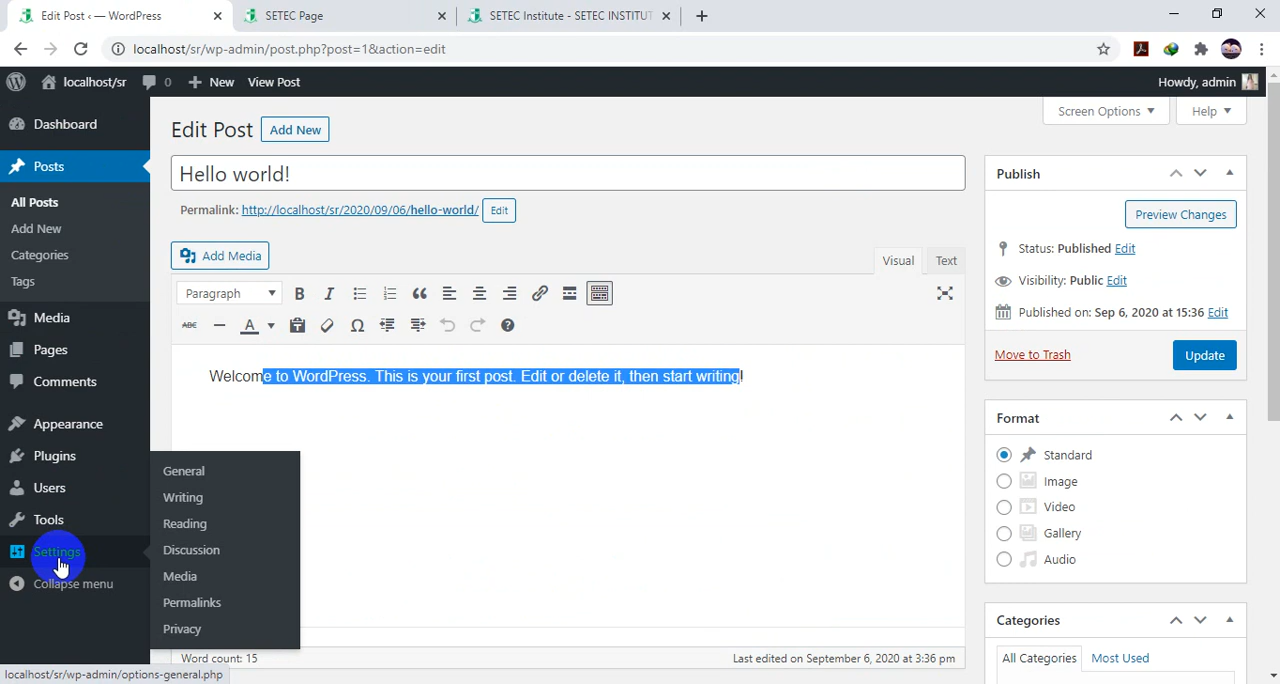 Edit Post ‹ — WordPress
SETEC Page
SETEC Institute - SETEC INSTITUT
localhost/sr/wp-admin/post.php?post=1&action=edit
localhost/sr
0
New
View Post
Howdy, admin
Dashboard
Posts
All Posts
Add New
Categories
Tags
Media
Pages
Comments
Appearance
Plugins
Users
Tools
Settings
Collapse menu
General
Writing
Reading
Discussion
Media
Permalinks
Privacy
Screen Options
Help
Edit Post
Add New
Hello world!
Permalink: http://localhost/sr/2020/09/06/hello-world/ Edit
Add Media
Visual
Text
Paragraph
B
I
ABC
A
Welcome to WordPress. This is your first post. Edit or delete it, then start writing!
Word count: 15
Last edited on September 6, 2020 at 3:36 pm
Publish
Preview Changes
Status: Published Edit
Visibility: Public Edit
Published on: Sep 6, 2020 at 15:36 Edit
Move to Trash
Update
Format
Standard
Image
Video
Gallery
Audio
Categories
All Categories
Most Used
localhost/sr/wp-admin/options-general.php